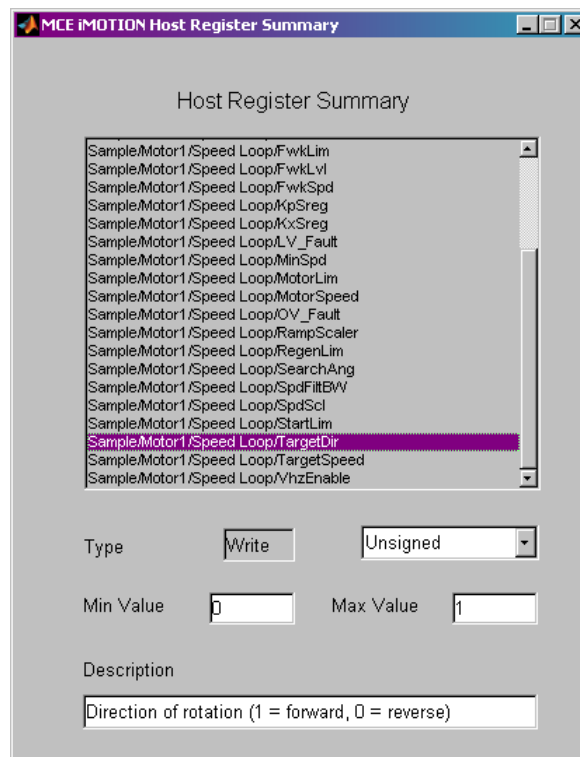 MCE iMOTION Host Register Summary
Host Register Summary
Sample/Motor1/Speed Loop/FwkLim
Sample/Motor1/Speed Loop/FwkLvl
Sample/Motor1/Speed Loop/FwkSpd
Sample/Motor1/Speed Loop/KpSreg
Sample/Motor1/Speed Loop/KxSreg
Sample/Motor1/Speed Loop/LV_Fault
Sample/Motor1/Speed Loop/MinSpd
Sample/Motor1/Speed Loop/MotorLim
Sample/Motor1/Speed Loop/MotorSpeed
Sample/Motor1/Speed Loop/OV_Fault
Sample/Motor1/Speed Loop/RampScaler
Sample/Motor1/Speed Loop/RegenLim
Sample/Motor1/Speed Loop/SearchAng
Sample/Motor1/Speed Loop/SpdFiltBW
Sample/Motor1/Speed Loop/SpdScl
Sample/Motor1/Speed Loop/StartLim
Sample/Motor1/Speed Loop/TargetDir
Sample/Motor1/Speed Loop/TargetSpeed
Sample/Motor1/Speed Loop/VhzEnable
Type Write Unsigned
Min Value 0 Max Value 1
Description
Direction of rotation (1 = forward, 0 = reverse)